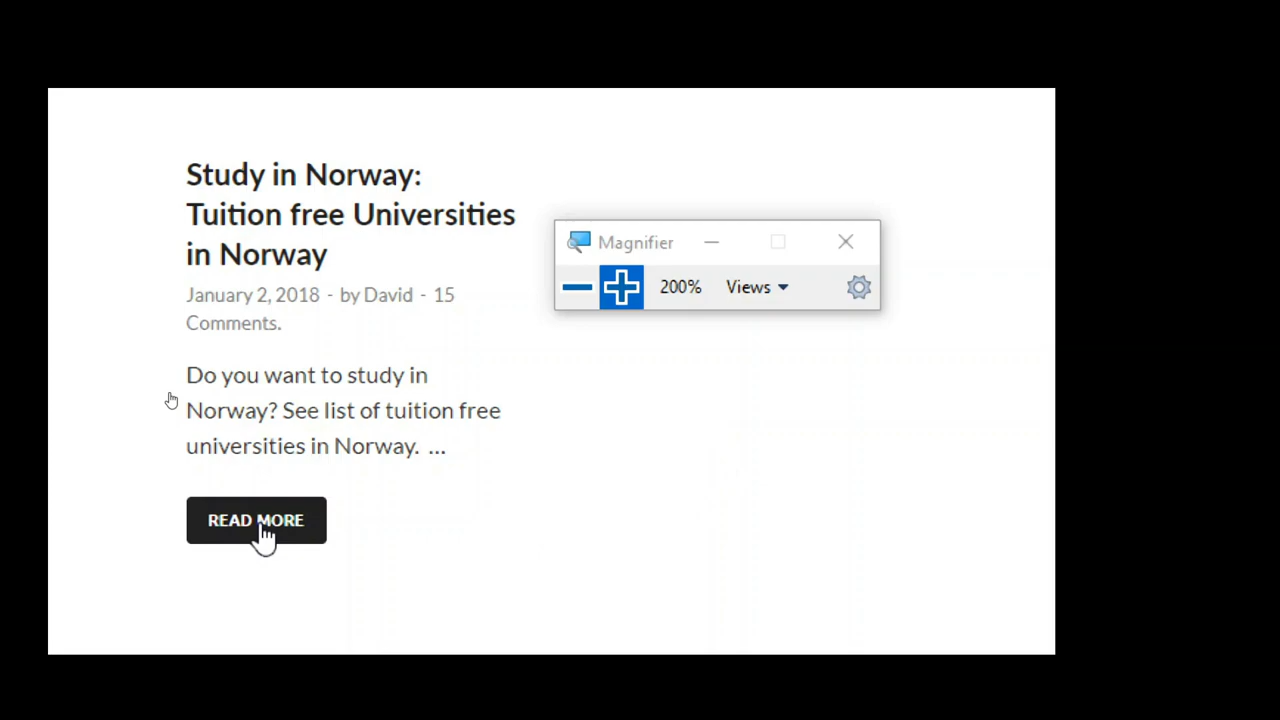 Study in Norway:
Tuition free Universities
in Norway
January 2, 2018 - by David - 15
Comments.
Do you want to study in
Norway? See list of tuition free
universities in Norway. ...
READ MORE
Magnifier
200% Views